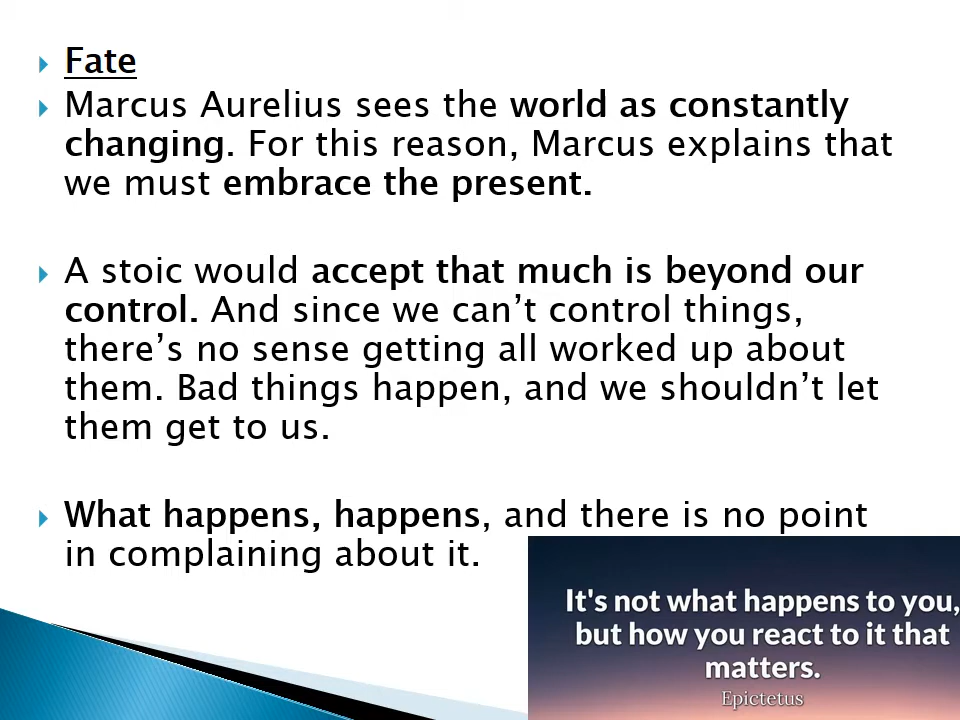 Fate
Marcus Aurelius sees the world as constantly
changing. For this reason, Marcus explains that
we must embrace the present.
A stoic would accept that much is beyond our
control. And since we can’t control things,
there’s no sense getting all worked up about
them. Bad things happen, and we shouldn’t let
them get to us.
What happens, happens, and there is no point
in complaining about it.
It's not what happens to you,
but how you react to it that
matters.
Epictetus